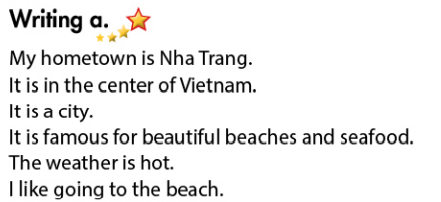 Writing a.
My hometown is Nha Trang.
It is in the center of Vietnam.
It is a city.
It is famous for beautiful beaches and seafood.
The weather is hot.
I like going to the beach.